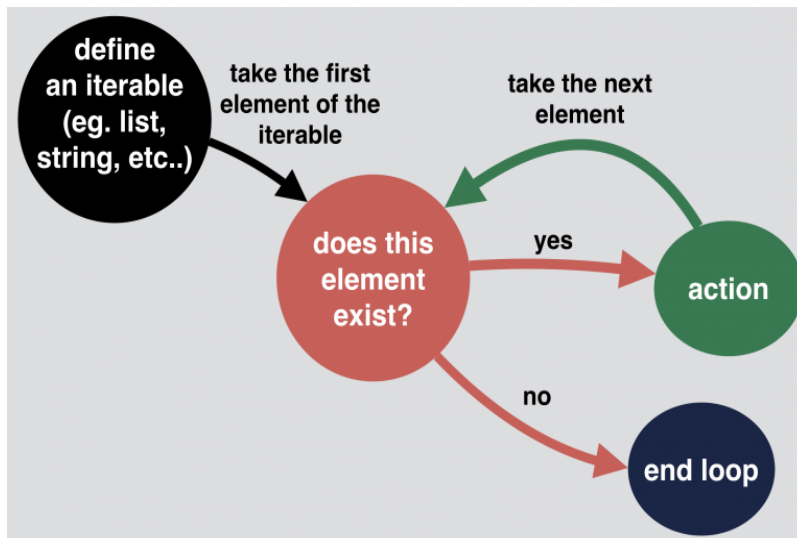 define
an iterable
(eg. list,
string, etc..)
take the first
element of the
iterable
take the next
element
does this
element
exist?
yes
action
no
end loop